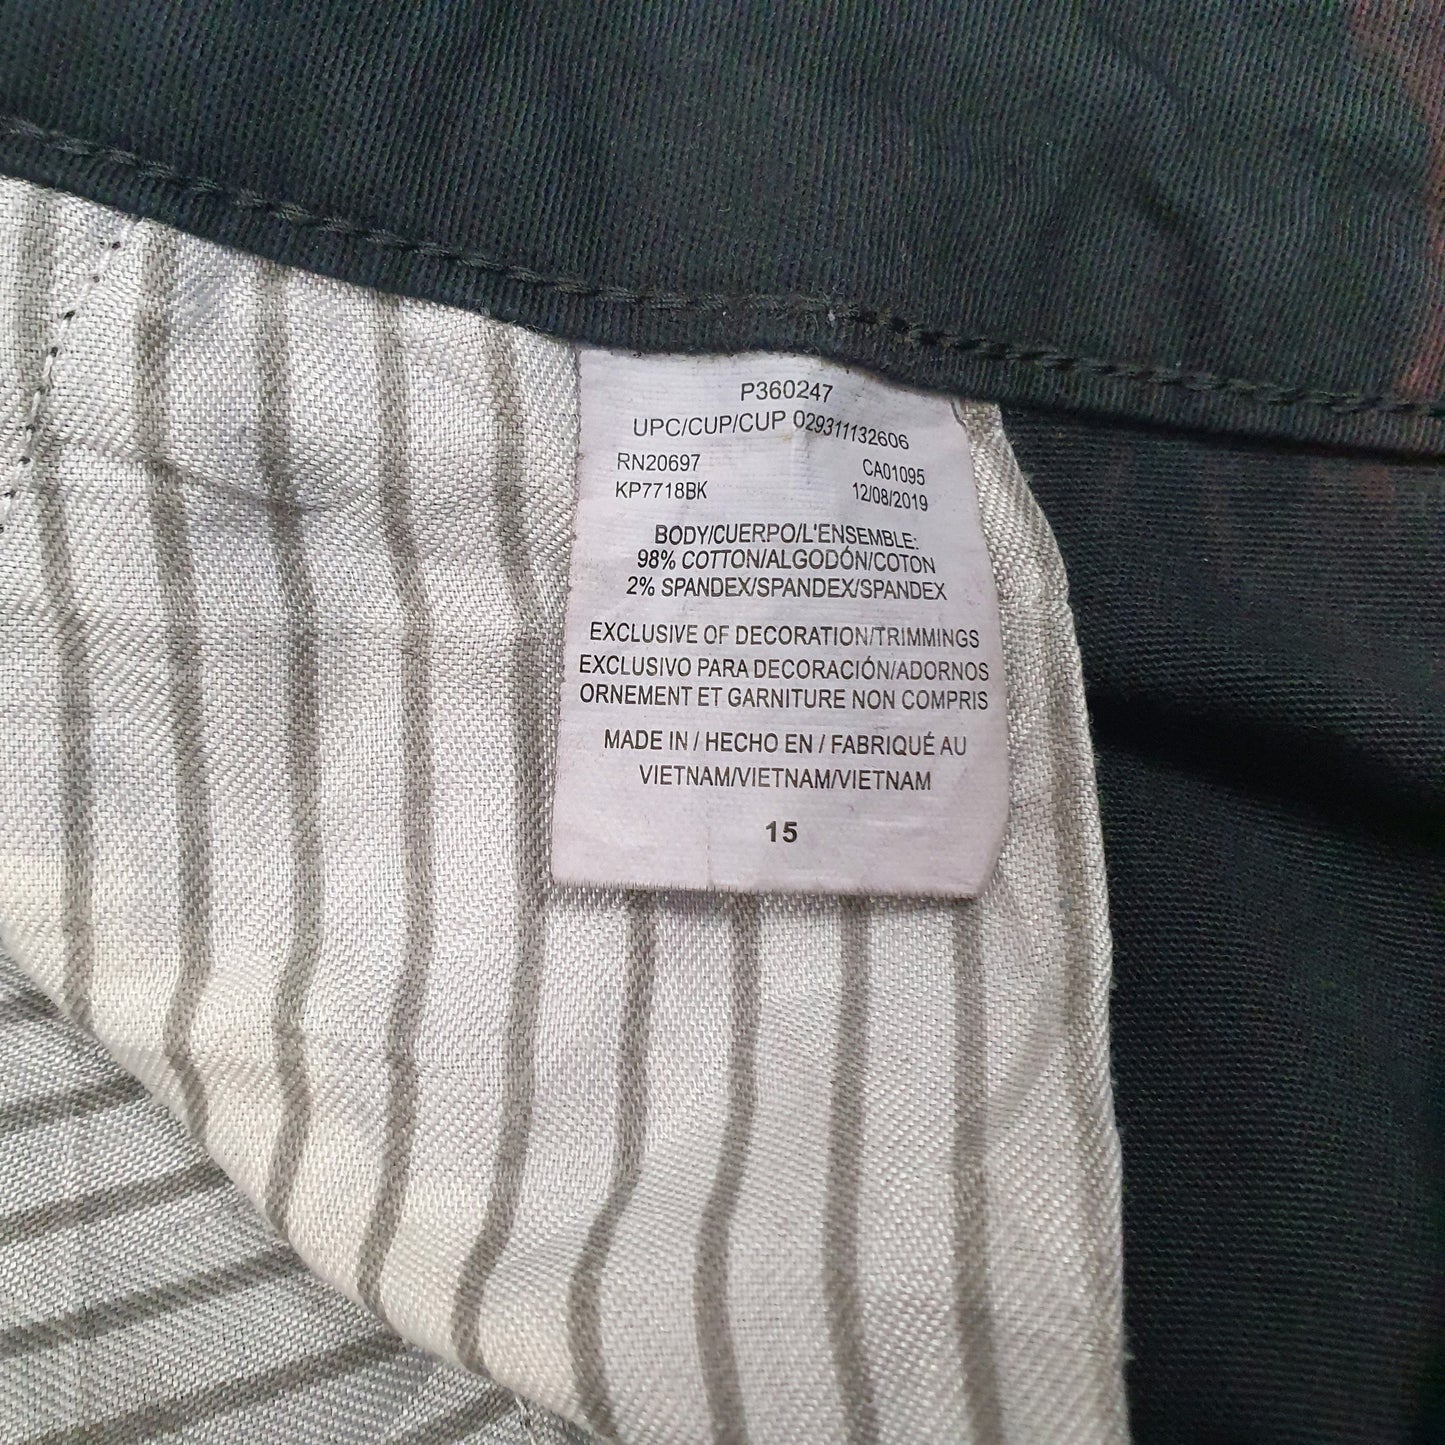 P360247
UPC/CUP/CUP 029311132606
RN20697 CA01095
KP7718BK 12/08/2019
BODY/CUERPO/L'ENSEMBLE:
98% COTTON/ALGODÓN/COTON
2% SPANDEX/SPANDEX/SPANDEX
EXCLUSIVE OF DECORATION/TRIMMINGS
EXCLUSIVO PARA DECORACIÓN/ADORNOS
ORNEMENT ET GARNITURE NON COMPRIS
MADE IN / HECHO EN / FABRIQUÉ AU
VIETNAM/VIETNAM/VIETNAM
15